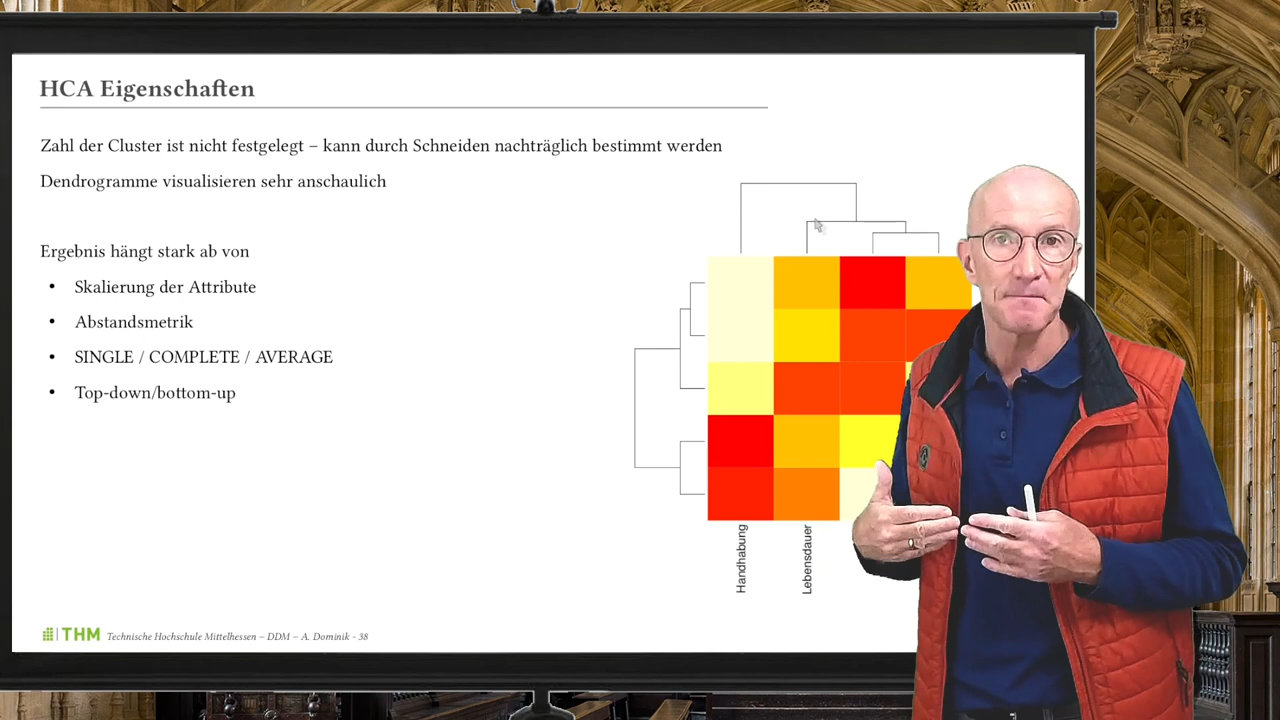 HCA Eigenschaften
Zahl der Cluster ist nicht festgelegt – kann durch Schneiden nachträglich bestimmt werden
Dendrogramme visualisieren sehr anschaulich
Ergebnis hängt stark ab von
• Skalierung der Attribute
• Abstandsmetrik
• SINGLE / COMPLETE / AVERAGE
• Top-down/bottom-up
Handhabung
Lebensdauer
THM Technische Hochschule Mittelhessen – DDM – A. Dominik - 38